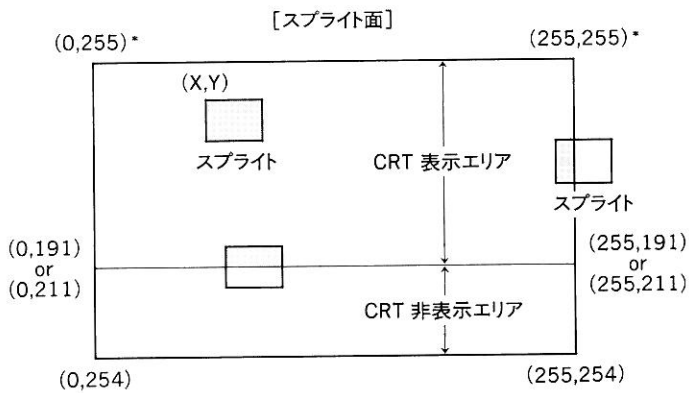 [スプライト面]
(0,255)*
(255,255)*
(X,Y)
スプライト
CRT 表示エリア
スプライト
(0,191)
or
(0,211)
(255,191)
or
(255,211)
CRT 非表示エリア
(0,254)
(255,254)